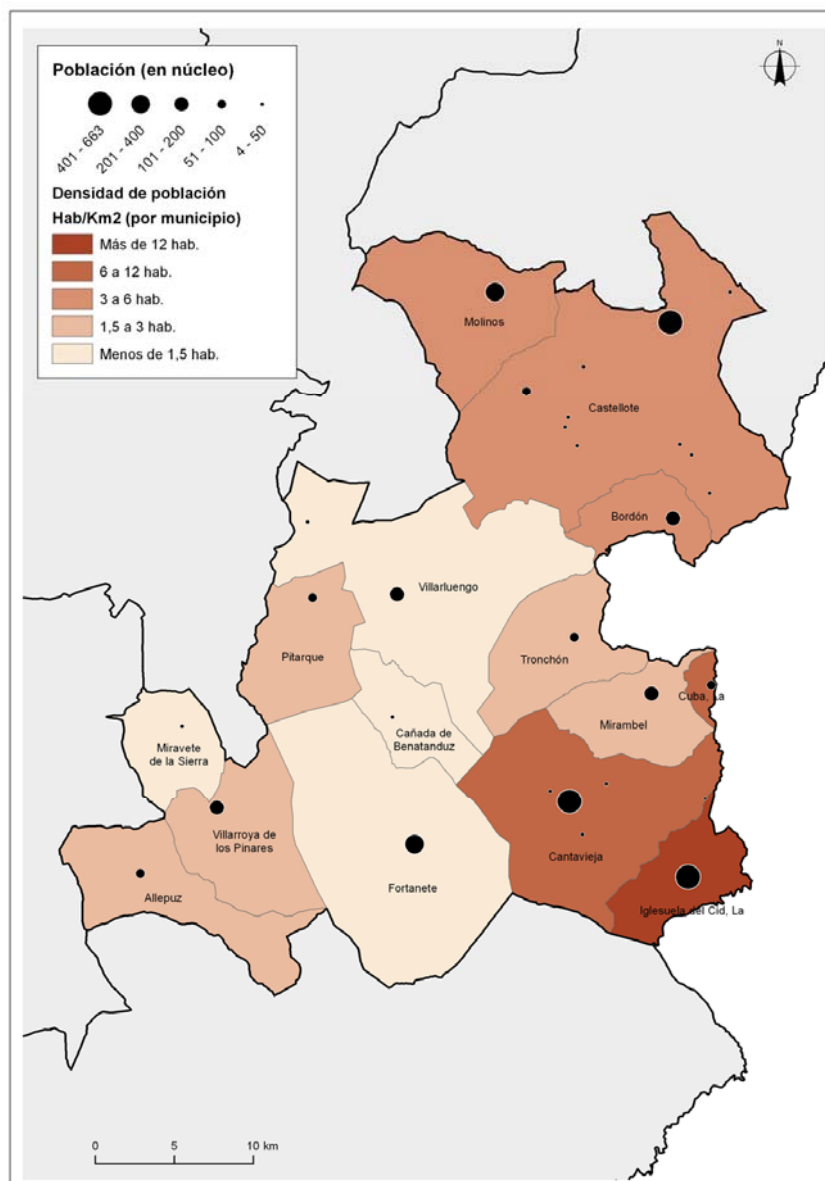 N
Población (en núcleo)
401 - 663
201 - 400
101 - 200
51 - 100
4 - 50
Densidad de población
Hab/Km2 (por municipio)
Más de 12 hab.
6 a 12 hab.
3 a 6 hab.
1,5 a 3 hab.
Menos de 1,5 hab.
Molinos
Castellote
Bordón
Villarluengo
Pitarque
Tronchón
Cuba, La
Mirambel
Cañada de
Benatanduz
Miravete
de la Sierra
Villarroya de
los Pinares
Cantavieja
Fortanete
Allepuz
Iglesuela del Cid, La
0 5 10 km